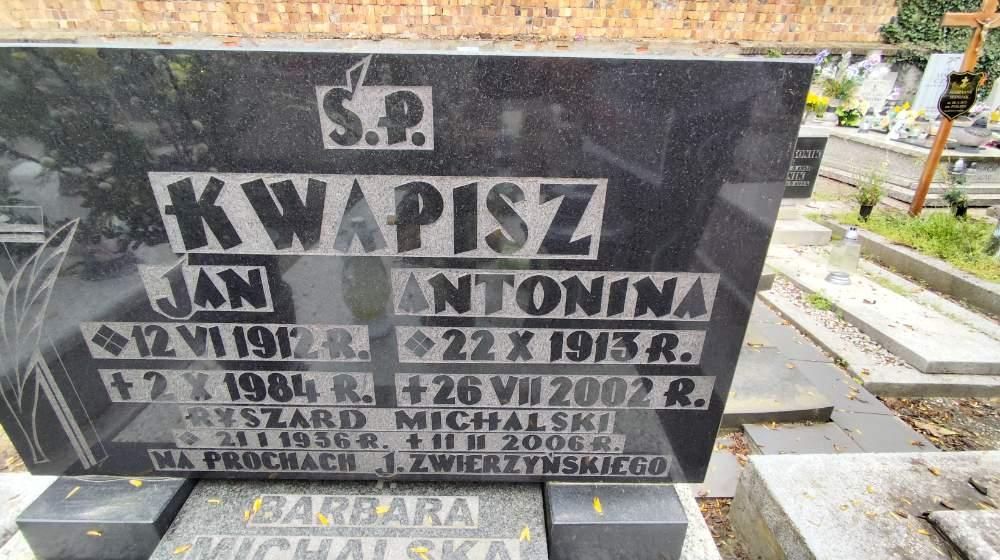 Ś.P.
KWAPISZ
JAN ANTONINA
12 VI 1912 R. 22 X 1913 R.
+ 2 X 1984 R. + 26 VII 2002 R.
RYSZARD MICHALSKI
21 I 1936 R. + 11 II 2006 R.
NA PROCHACH J. ZWIERZYŃSKIEGO
BARBARA
MICHALSKA